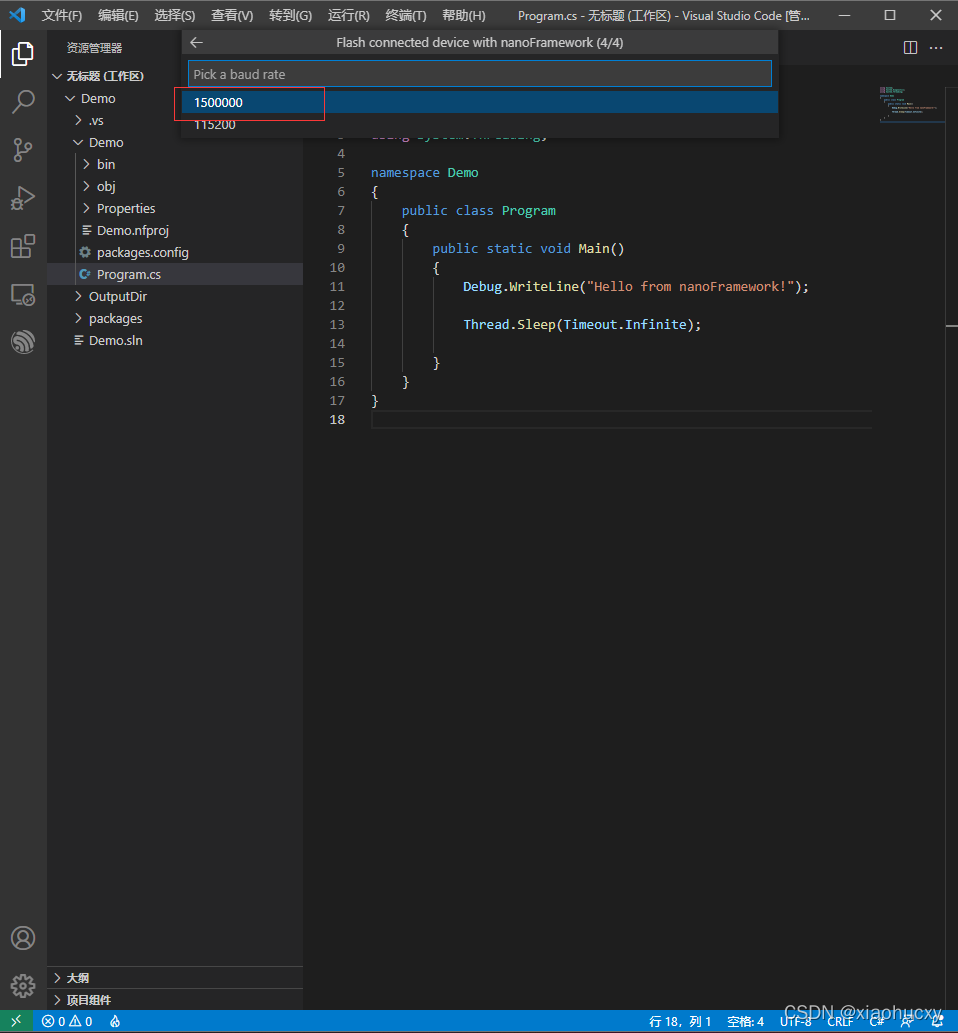 文件(F) 编辑(E) 选择(S) 查看(V) 转到(G) 运行(R) 终端(T) 帮助(H) Program.cs - 无标题 (工作区) - Visual Studio Code [管...
资源管理器
无标题 (工作区)
Demo
.vs
Demo
bin
obj
Properties
Demo.nfproj
packages.config
Program.cs
OutputDir
packages
Demo.sln
大纲
顶目组件
Flash connected device with nanoFramework (4/4)
Pick a baud rate
1500000
115200
4
5 namespace Demo
6 {
7 public class Program
8 {
9 public static void Main()
10 {
11 Debug.WriteLine("Hello from nanoFramework!");
12
13 Thread.Sleep(Timeout.Infinite);
14
15 }
16 }
17 }
18
0 0 行 18，列 1 空格: 4 UTF-8 CRLF C#
CSDN @xiaphucxy